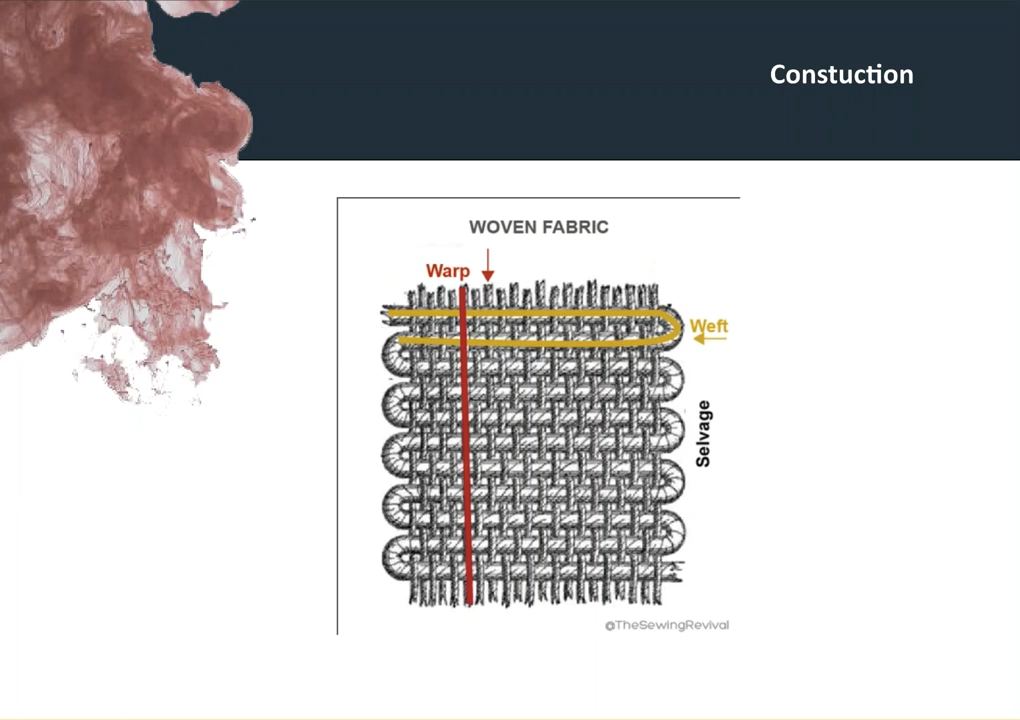 Constuction
WOVEN FABRIC
Warp
Weft
Selvage
@TheSewingRevival